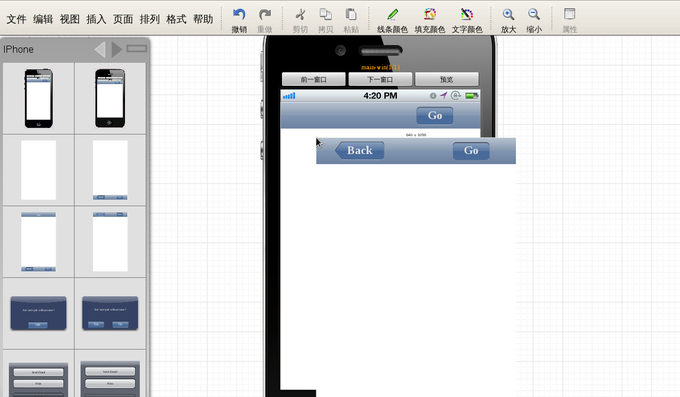 文件 编辑 视图 插入 页面 排列 格式 帮助
撤销 重做 剪切 拷贝 粘贴 线条颜色 填充颜色 文字颜色 放大 缩小 属性
IPhone
前一窗口 下一窗口 预览
4:20 PM
Go
Back Go